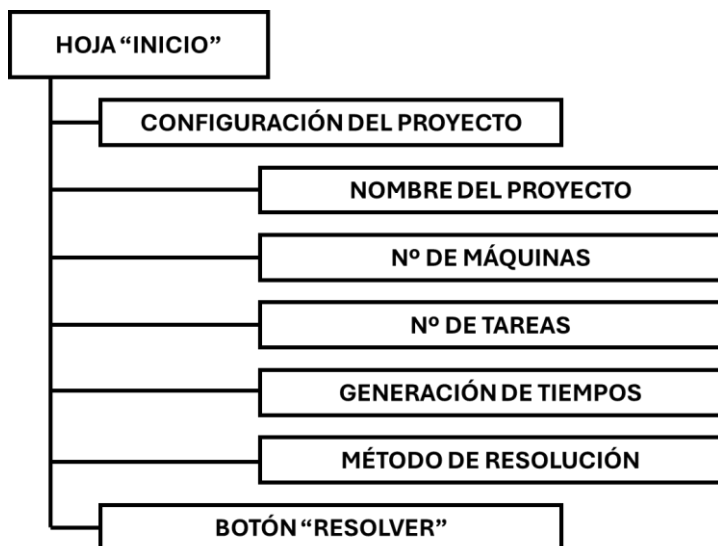 HOJA “INICIO”
CONFIGURACIÓN DEL PROYECTO
NOMBRE DEL PROYECTO
Nº DE MÁQUINAS
Nº DE TAREAS
GENERACIÓN DE TIEMPOS
MÉTODO DE RESOLUCIÓN
BOTÓN “RESOLVER”